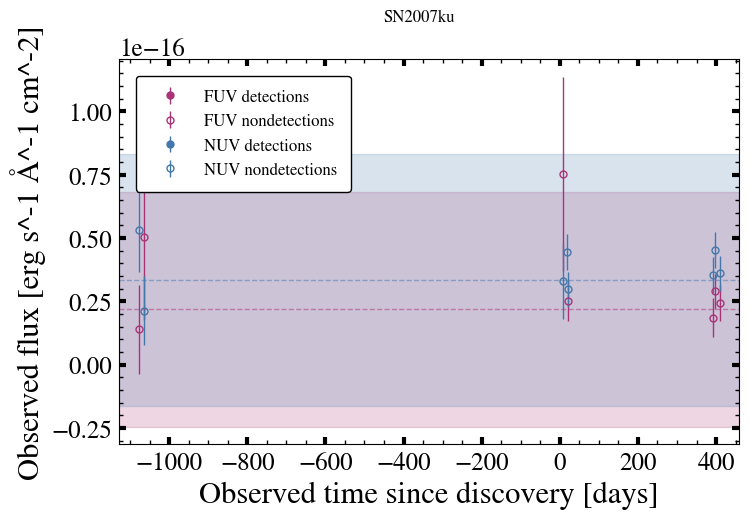 SN2007ku
1e−16
FUV detections
FUV nondetections
NUV detections
NUV nondetections
1.00
0.75
0.50
0.25
0.00
−0.25
Observed flux [erg s^-1 Å^-1 cm^-2]
−1000 −800 −600 −400 −200 0 200 400
Observed time since discovery [days]